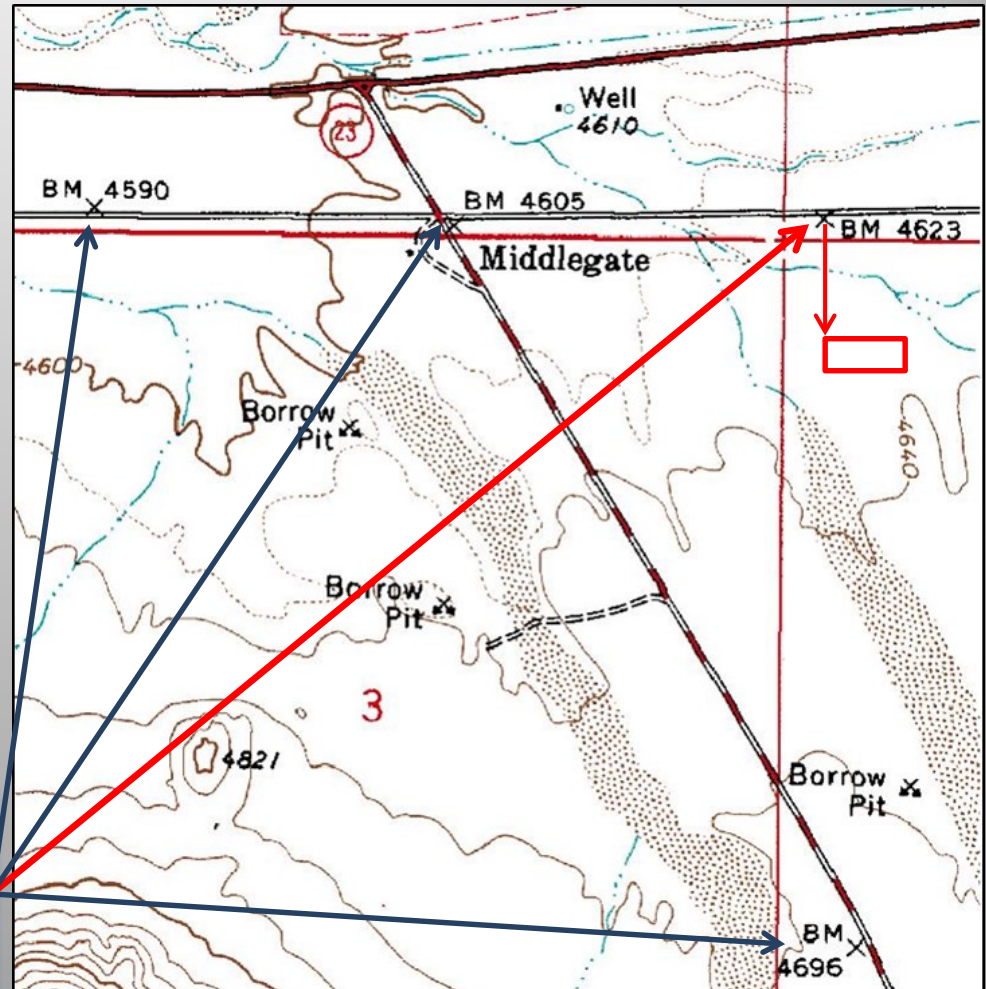 Well
4610
23
BM 4590
BM 4605
BM 4623
Middlegate
4600
Borrow
Pit
4640
Borrow
Pit
3
4821
Borrow
Pit
BM
4696